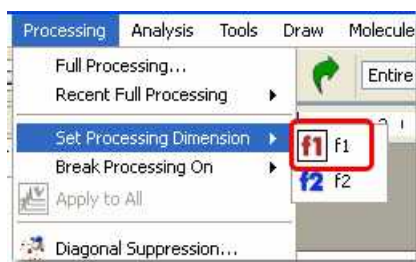 Processing Analysis Tools Draw Molecule
Full Processing...
Entire
Recent Full Processing
Set Processing Dimension
f1 f1
Break Processing On
f2 f2
Apply to All
Diagonal Suppression...